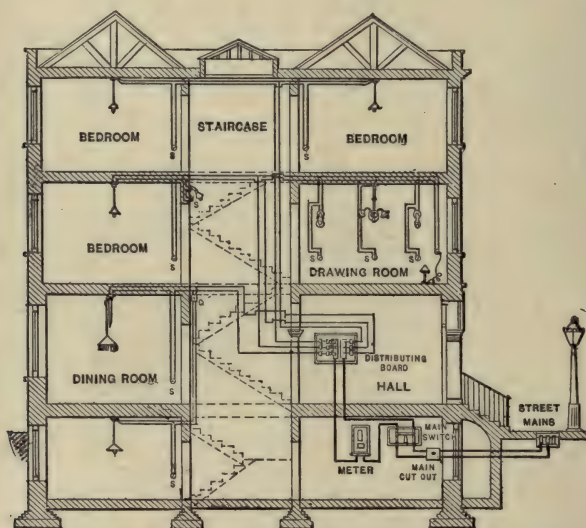 BEDROOM
STAIRCASE
BEDROOM
S
S
S
BEDROOM
S
S
S
S
DRAWING ROOM
S
DISTRIBUTING
BOARD
DINING ROOM
S
HALL
STREET
MAINS
MAIN
SWITCH
METER
MAIN
CUT OUT
S